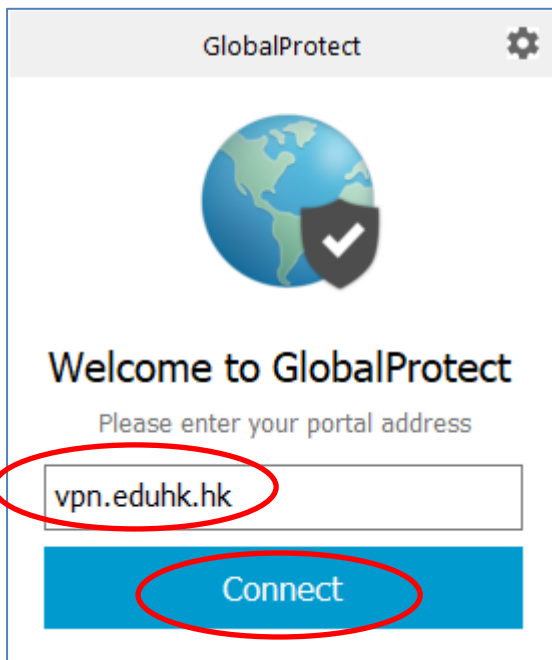 GlobalProtect
Welcome to GlobalProtect
Please enter your portal address
vpn.eduhk.hk
Connect